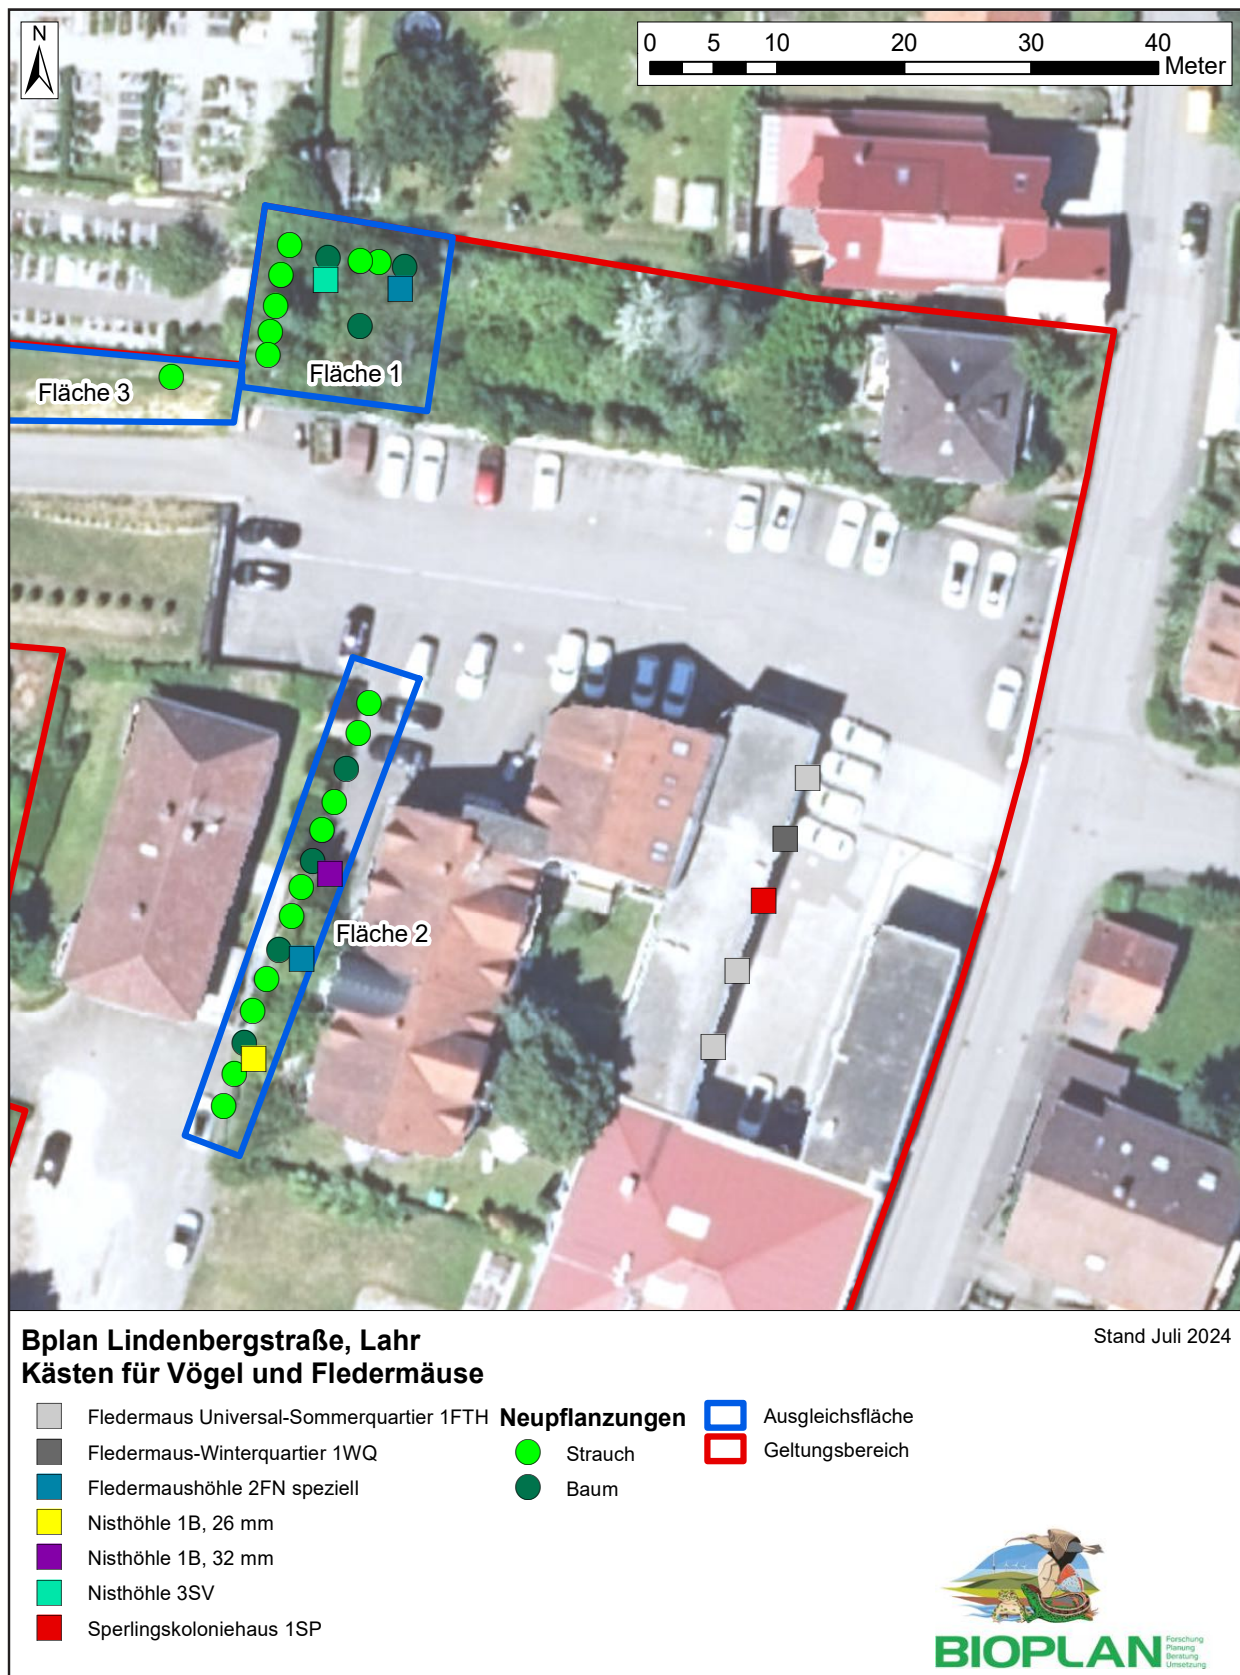 N
0 5 10 20 30 40
Meter
Fläche 1
Fläche 3
Fläche 2
Bplan Lindenbergstraße, Lahr
Kästen für Vögel und Fledermäuse
Stand Juli 2024
Fledermaus Universal-Sommerquartier 1FTH
Fledermaus-Winterquartier 1WQ
Fledermaushöhle 2FN speziell
Nisthöhle 1B, 26 mm
Nisthöhle 1B, 32 mm
Nisthöhle 3SV
Sperlingskoloniehaus 1SP
Neupflanzungen
Strauch
Baum
Ausgleichsfläche
Geltungsbereich
BIOPLAN
Forschung
Planung
Beratung
Umsetzung